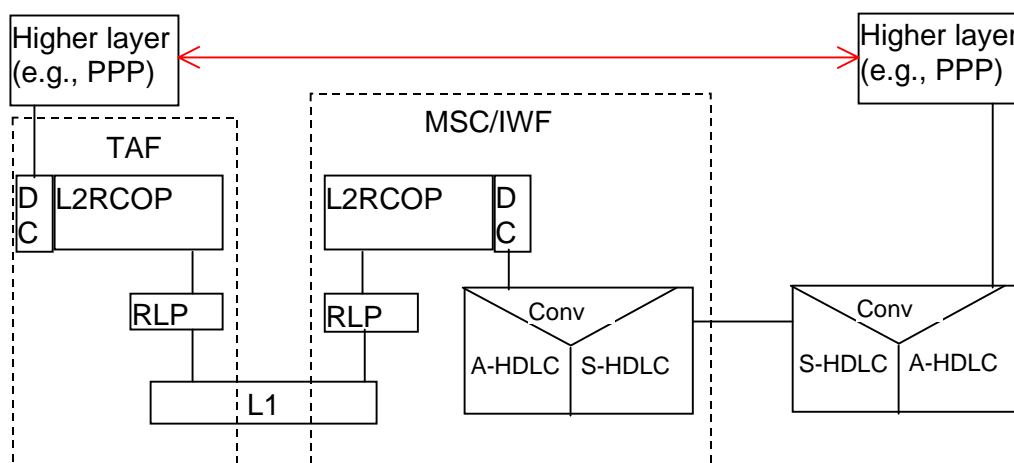 Higher layer
(e.g., PPP)
Higher layer
(e.g., PPP)
MSC/IWF
TAF
D
C
L2RCOP
L2RCOP
D
C
RLP
RLP
Conv
A-HDLC
S-HDLC
Conv
S-HDLC
A-HDLC
L1